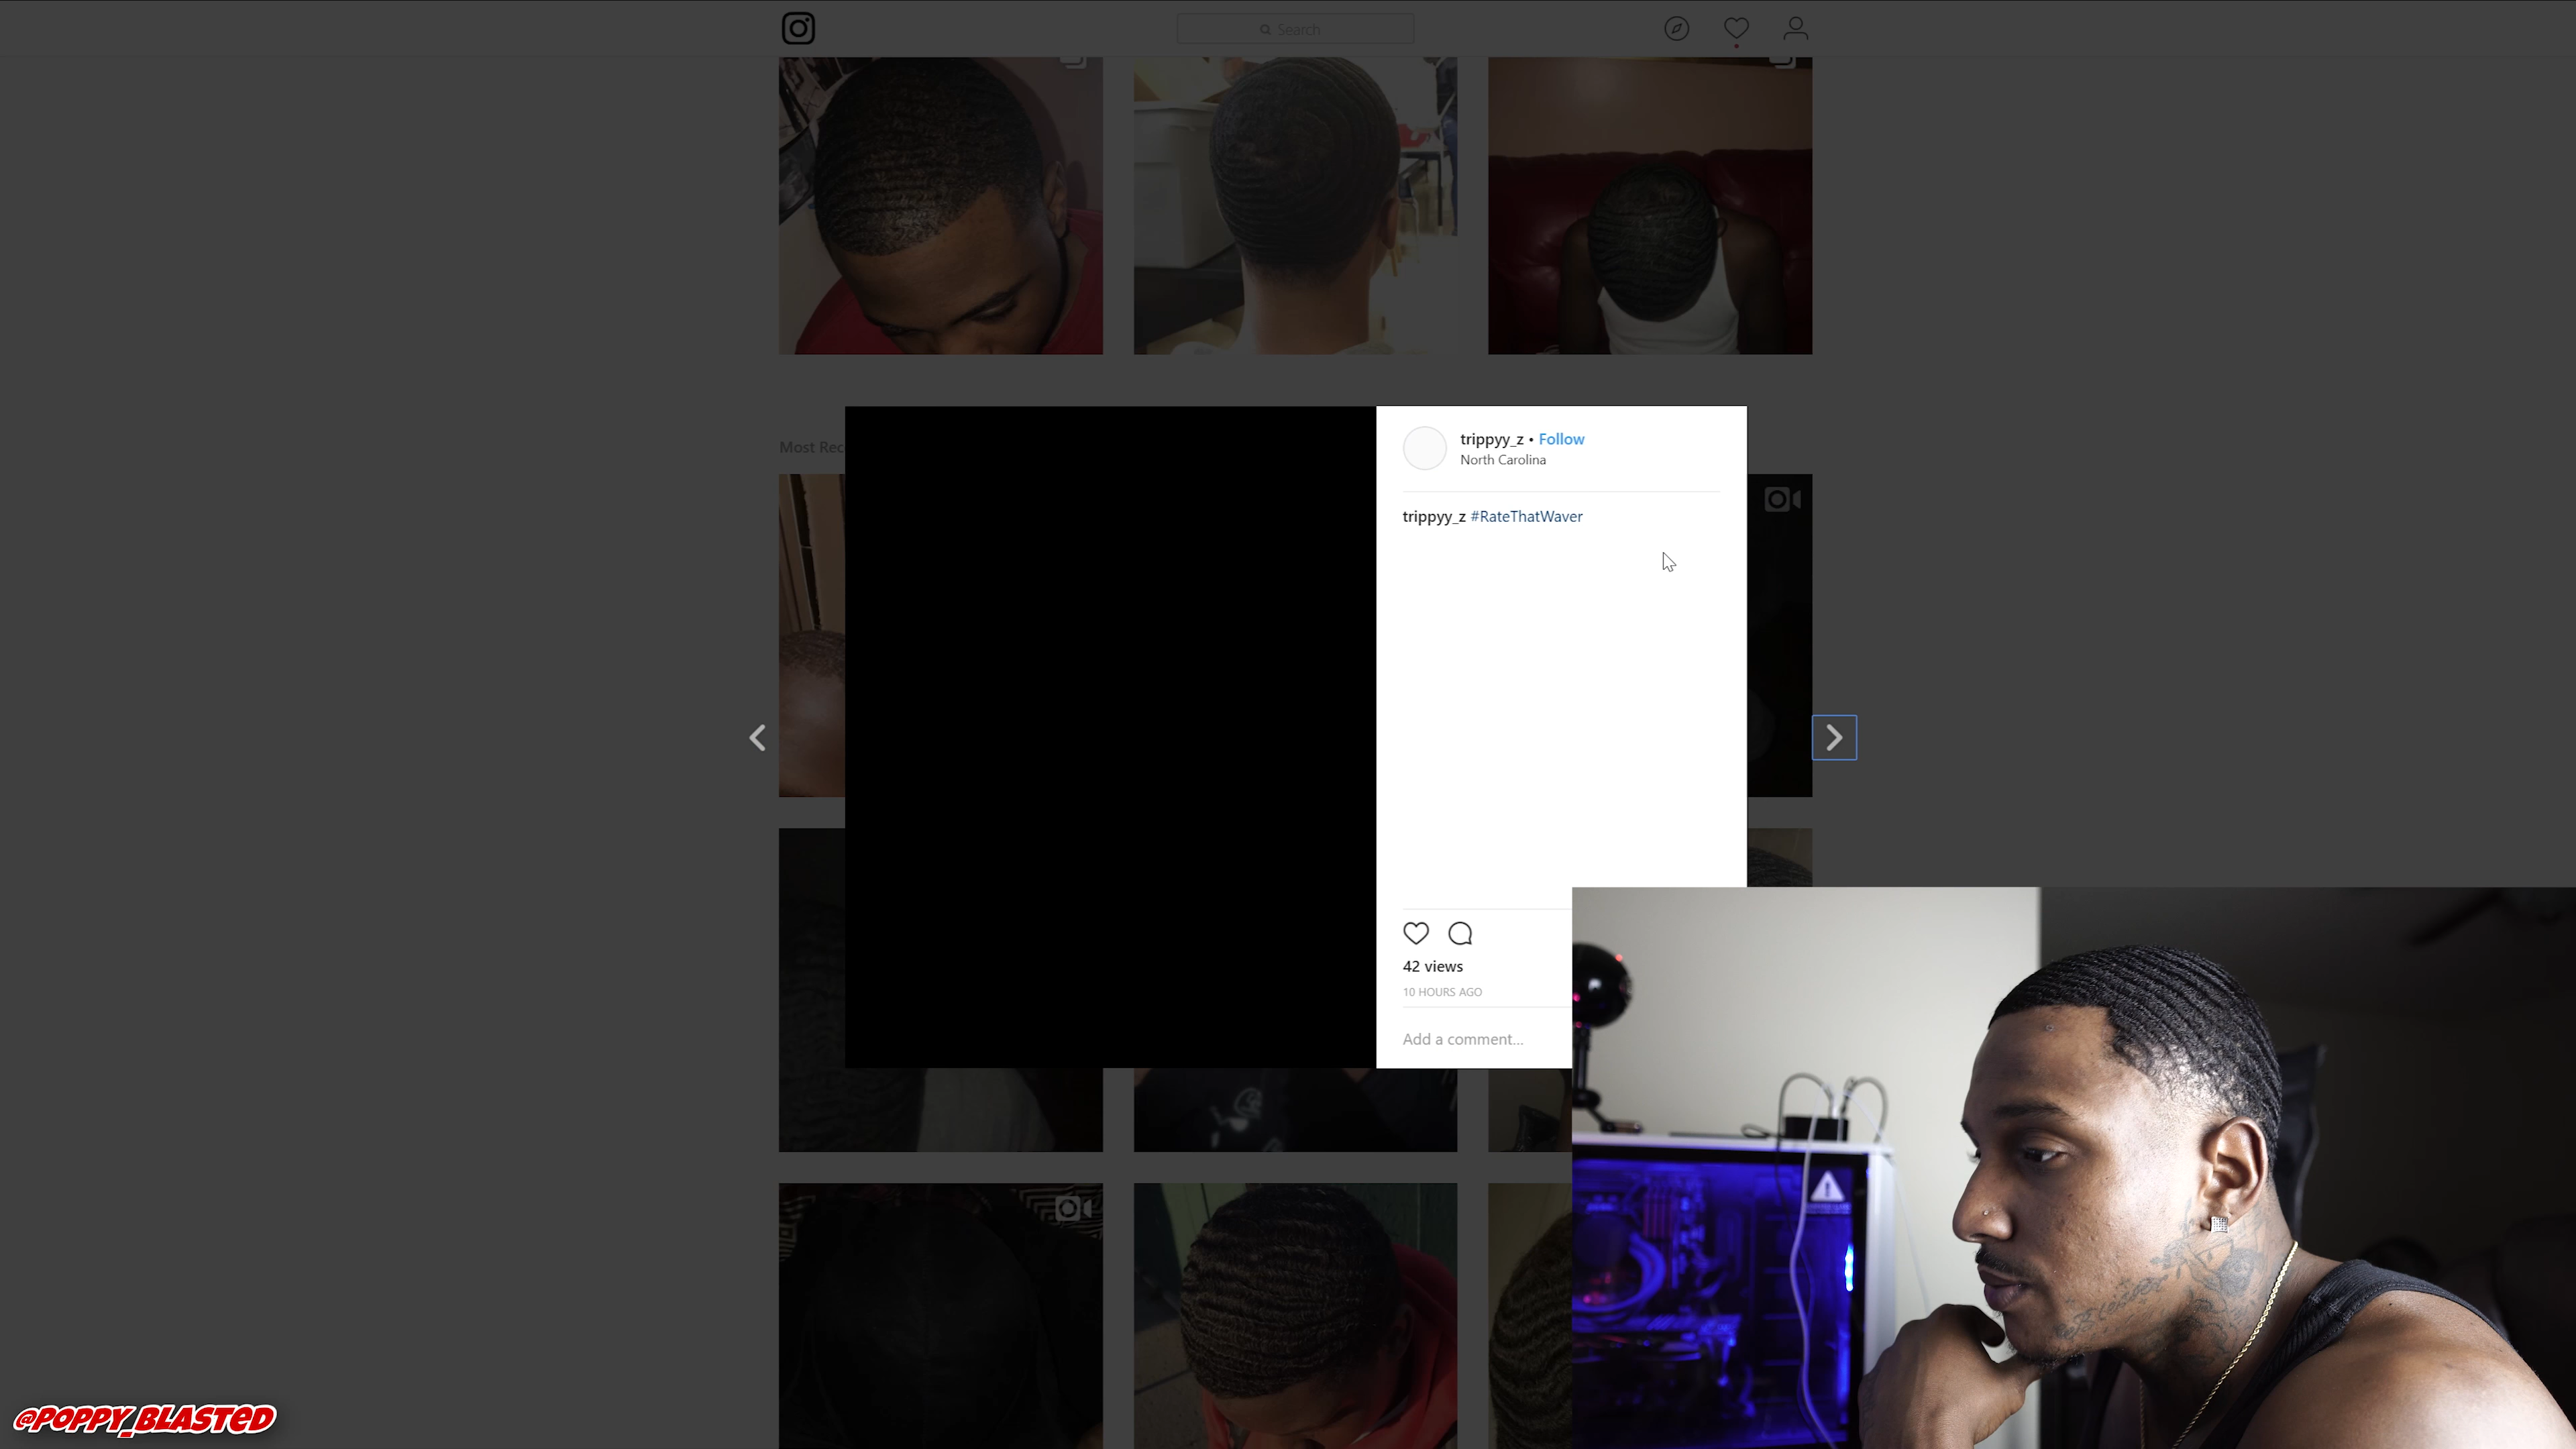 Search
Most Rec
trippyy_z • Follow
North Carolina
trippyy_z #RateThatWaver
42 views
10 HOURS AGO
Add a comment...
@POPPY_BLASTED